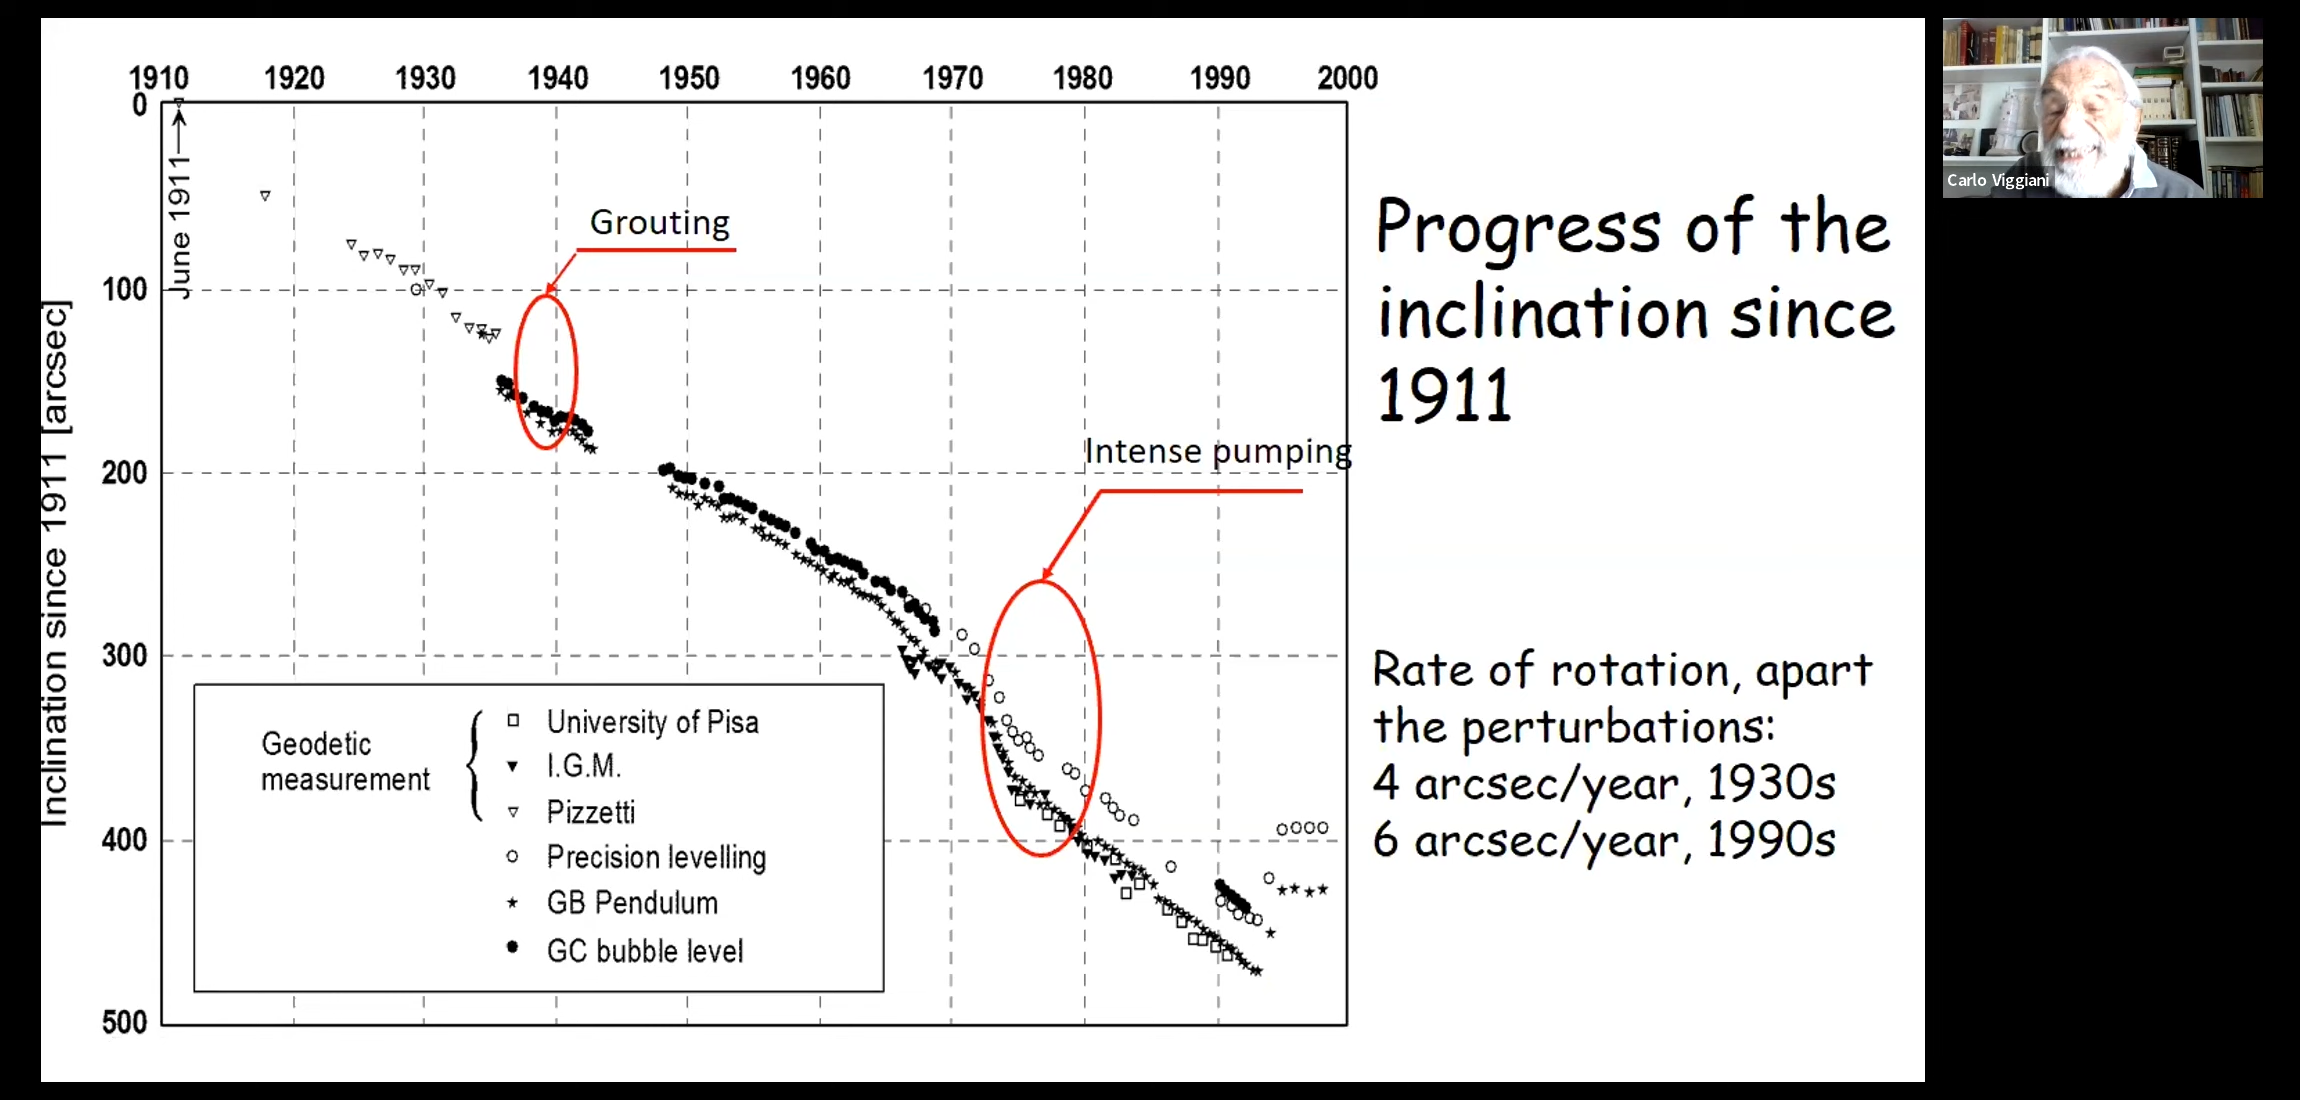 1910 1920 1930 1940 1950 1960 1970 1980 1990 2000
0
100
200
300
400
500
Inclination since 1911 [arcsec]
June 1911
Grouting
Intense pumping
Geodetic
measurement
University of Pisa
I.G.M.
Pizzetti
Precision levelling
GB Pendulum
GC bubble level
Progress of the
inclination since
1911
Rate of rotation, apart
the perturbations:
4 arcsec/year, 1930s
6 arcsec/year, 1990s
Carlo Viggiani